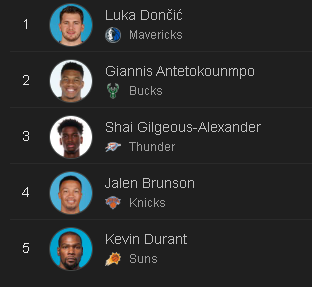 1
Luka Dončić
Mavericks
2
Giannis Antetokounmpo
Bucks
3
Shai Gilgeous-Alexander
Thunder
4
Jalen Brunson
Knicks
5
Kevin Durant
Suns